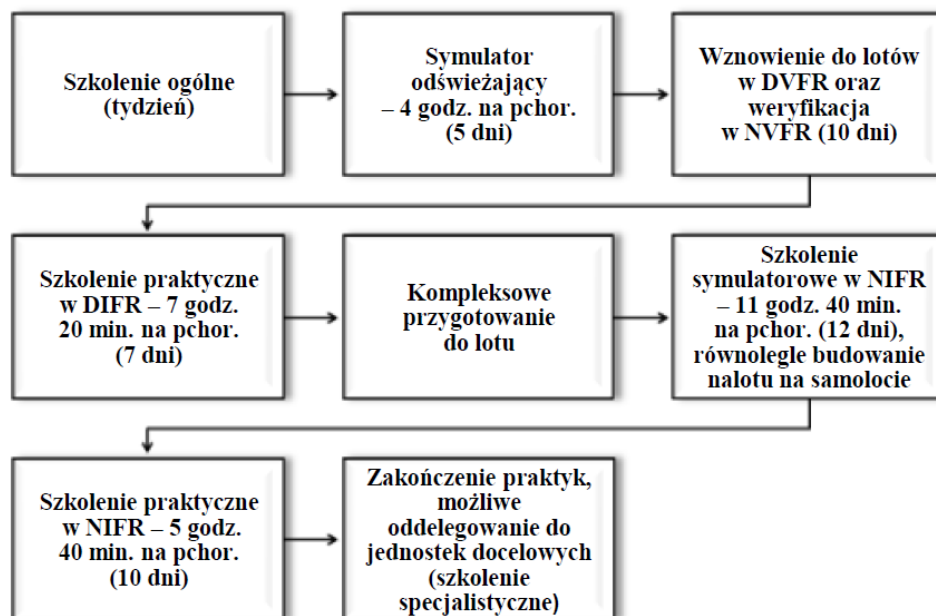 Szkolenie ogólne
(tydzień)
Symulator
odświeżający
– 4 godz. na pchor.
(5 dni)
Wznowienie do lotów
w DVFR oraz
weryfikacja
w NVFR (10 dni)
Szkolenie praktyczne
w DIFR – 7 godz.
20 min. na pchor.
(7 dni)
Kompleksowe
przygotowanie
do lotu
Szkolenie
symulatorowe w NIFR
– 11 godz. 40 min.
na pchor. (12 dni),
równolegle budowanie
nalotu na samolocie
Szkolenie praktyczne
w NIFR – 5 godz.
40 min. na pchor.
(10 dni)
Zakończenie praktyk,
możliwe
oddelegowanie do
jednostek docelowych
(szkolenie
specjalistyczne)